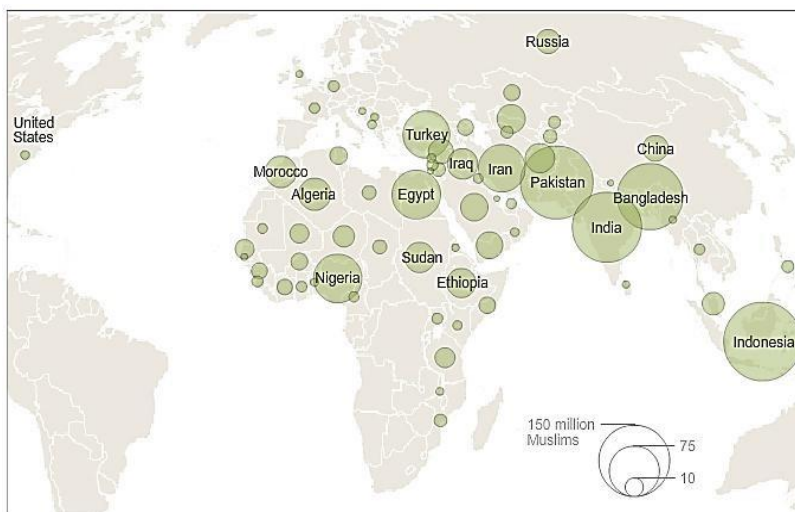 Russia
United
States
Turkey
China
Morocco
Iraq
Iran
Algeria
Egypt
Pakistan
Bangladesh
India
Sudan
Nigeria
Ethiopia
Indonesia
150 million
Muslims
75
10